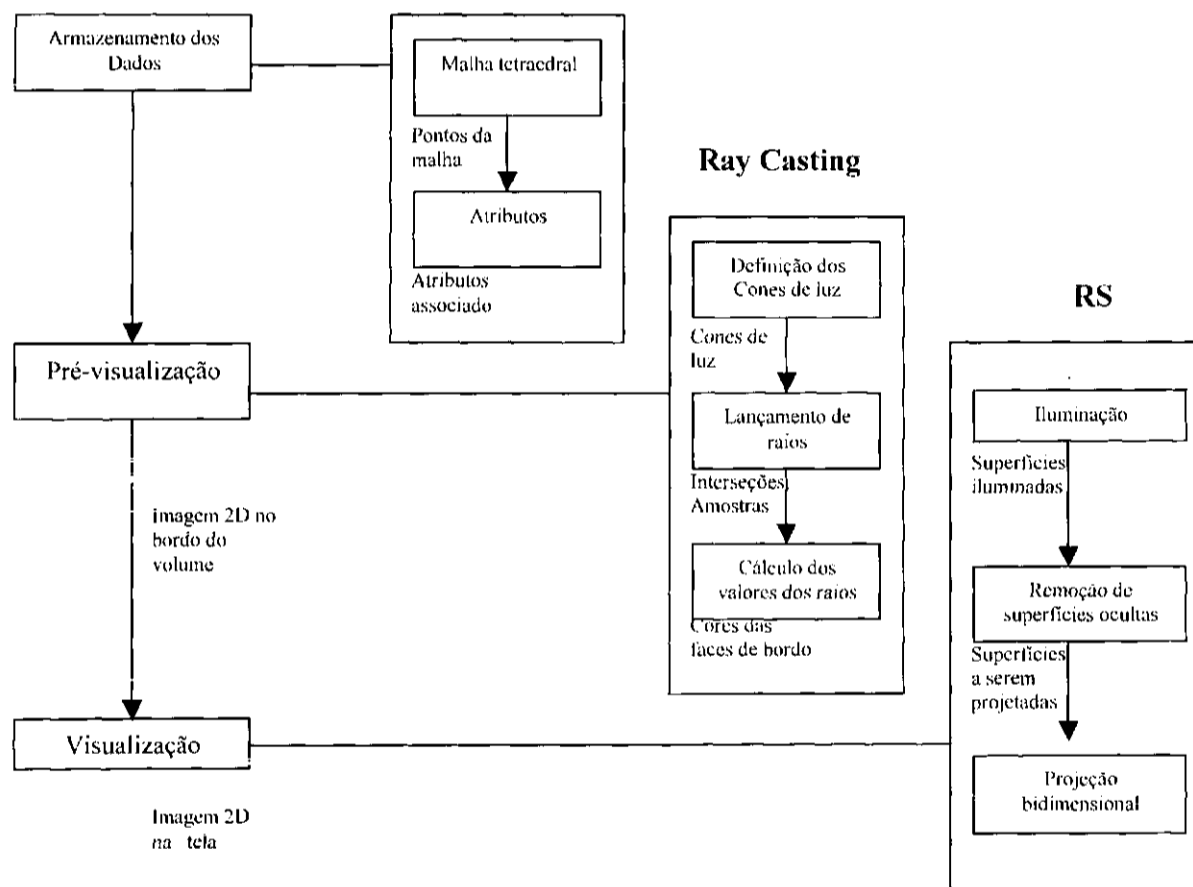 Armazenamento dos
Dados
Malha tetraedral
Pontos da
malha
Atributos
Atributos
associado
Ray Casting
Definição dos
Cones de luz
Cones de
luz
Lançamento de
raios
Interseções
Amostras
Cálculo dos
valores dos raios
Cores das
faces de bordo
RS
Iluminação
Superfícies
iluminadas
Remoção de
superfícies ocultas
Superfícies
a serem
projetadas
Projeção
bidimensional
Pré-visualização
imagem 2D no
bordo do
volume
Visualização
Imagem 2D
na tela